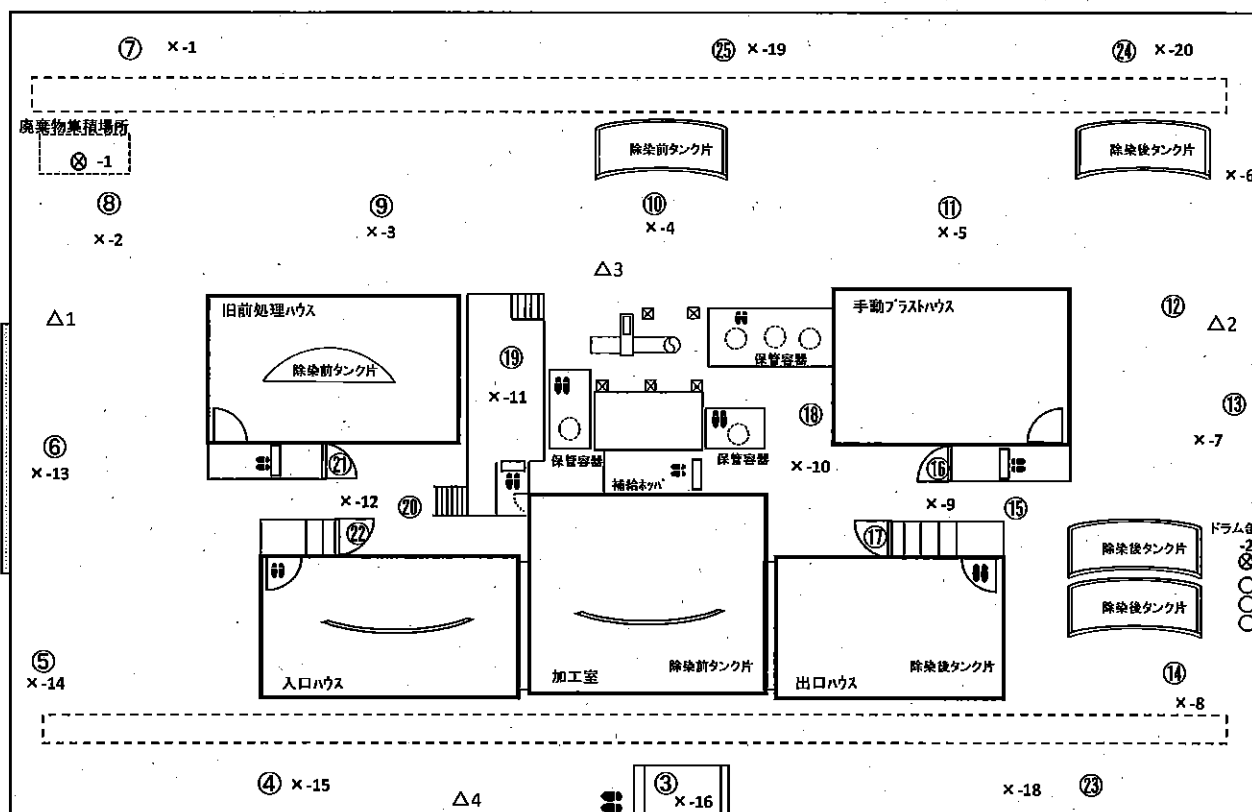 ⑦ ×-1 ㉕ ×-19 ㉔ ×-20
廃棄物集積場所
⊗ -1
除染前タンク片
除染後タンク片
×-6
⑧ ⑨ ⑩ ⑪
×-2 ×-3 ×-4 ×-5
△3
旧前処理ハウス
手動ブラストハウス
⑫
△1
△2
除染前タンク片
⑲
保管容器
×-11
⑱
⑬
⑥
×-7
×-13
㉑
保管容器
保管容器
×-10
⑯
補給ホッパ
×-12
⑳
×-9
⑮
㉒
⑰
ドラム缶
-2
除染後タンク片
除染後タンク片
⑤
×-14
入口ハウス
加工室
除染前タンク片
出口ハウス
除染後タンク片
⑭
×-8
④ ×-15
△4
③
×-16
×-18 ㉓